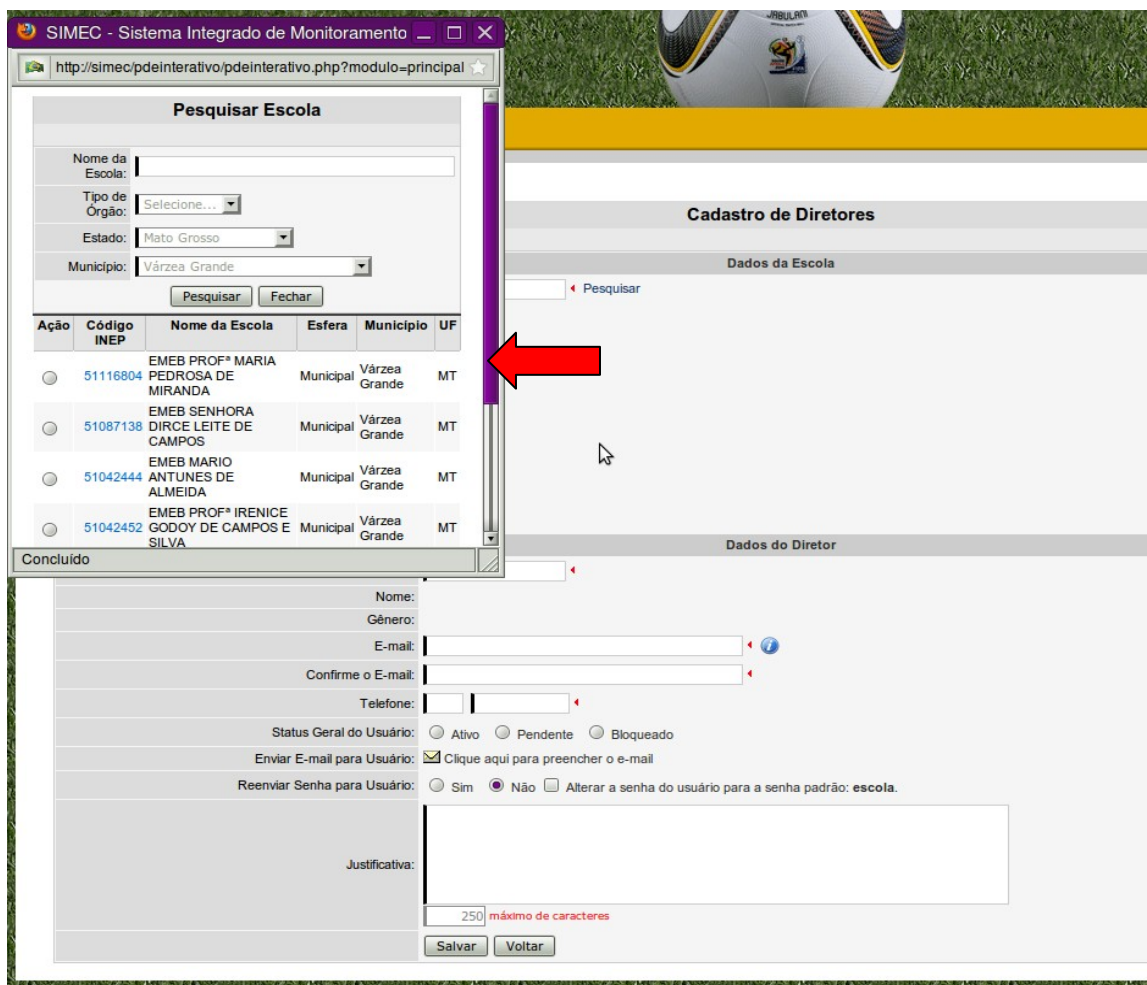 JABULANI
SIMEC - Sistema Integrado de Monitoramento
http://simec/pdeinterativo/pdeinterativo.php?modulo=principal
Pesquisar Escola
Nome da
Escola:
Tipo de
Órgão:
Selecione...
Estado:
Mato Grosso
Município:
Várzea Grande
Pesquisar Fechar
Ação Código INEP Nome da Escola Esfera Município UF
51116804 EMEB PROFª MARIA PEDROSA DE MIRANDA Municipal Várzea Grande MT
51087138 EMEB SENHORA DIRCE LEITE DE CAMPOS Municipal Várzea Grande MT
51042444 EMEB MARIO ANTUNES DE ALMEIDA Municipal Várzea Grande MT
51042452 EMEB PROFª IRENICE GODOY DE CAMPOS E SILVA Municipal Várzea Grande MT
Concluído
Cadastro de Diretores
Dados da Escola
Pesquisar
Dados do Diretor
Nome:
Gênero:
E-mail:
Confirme o E-mail:
Telefone:
Status Geral do Usuário: Ativo Pendente Bloqueado
Enviar E-mail para Usuário: Clique aqui para preencher o e-mail
Reenviar Senha para Usuário: Sim Não Alterar a senha do usuário para a senha padrão: escola.
Justificativa:
250 máximo de caracteres
Salvar Voltar